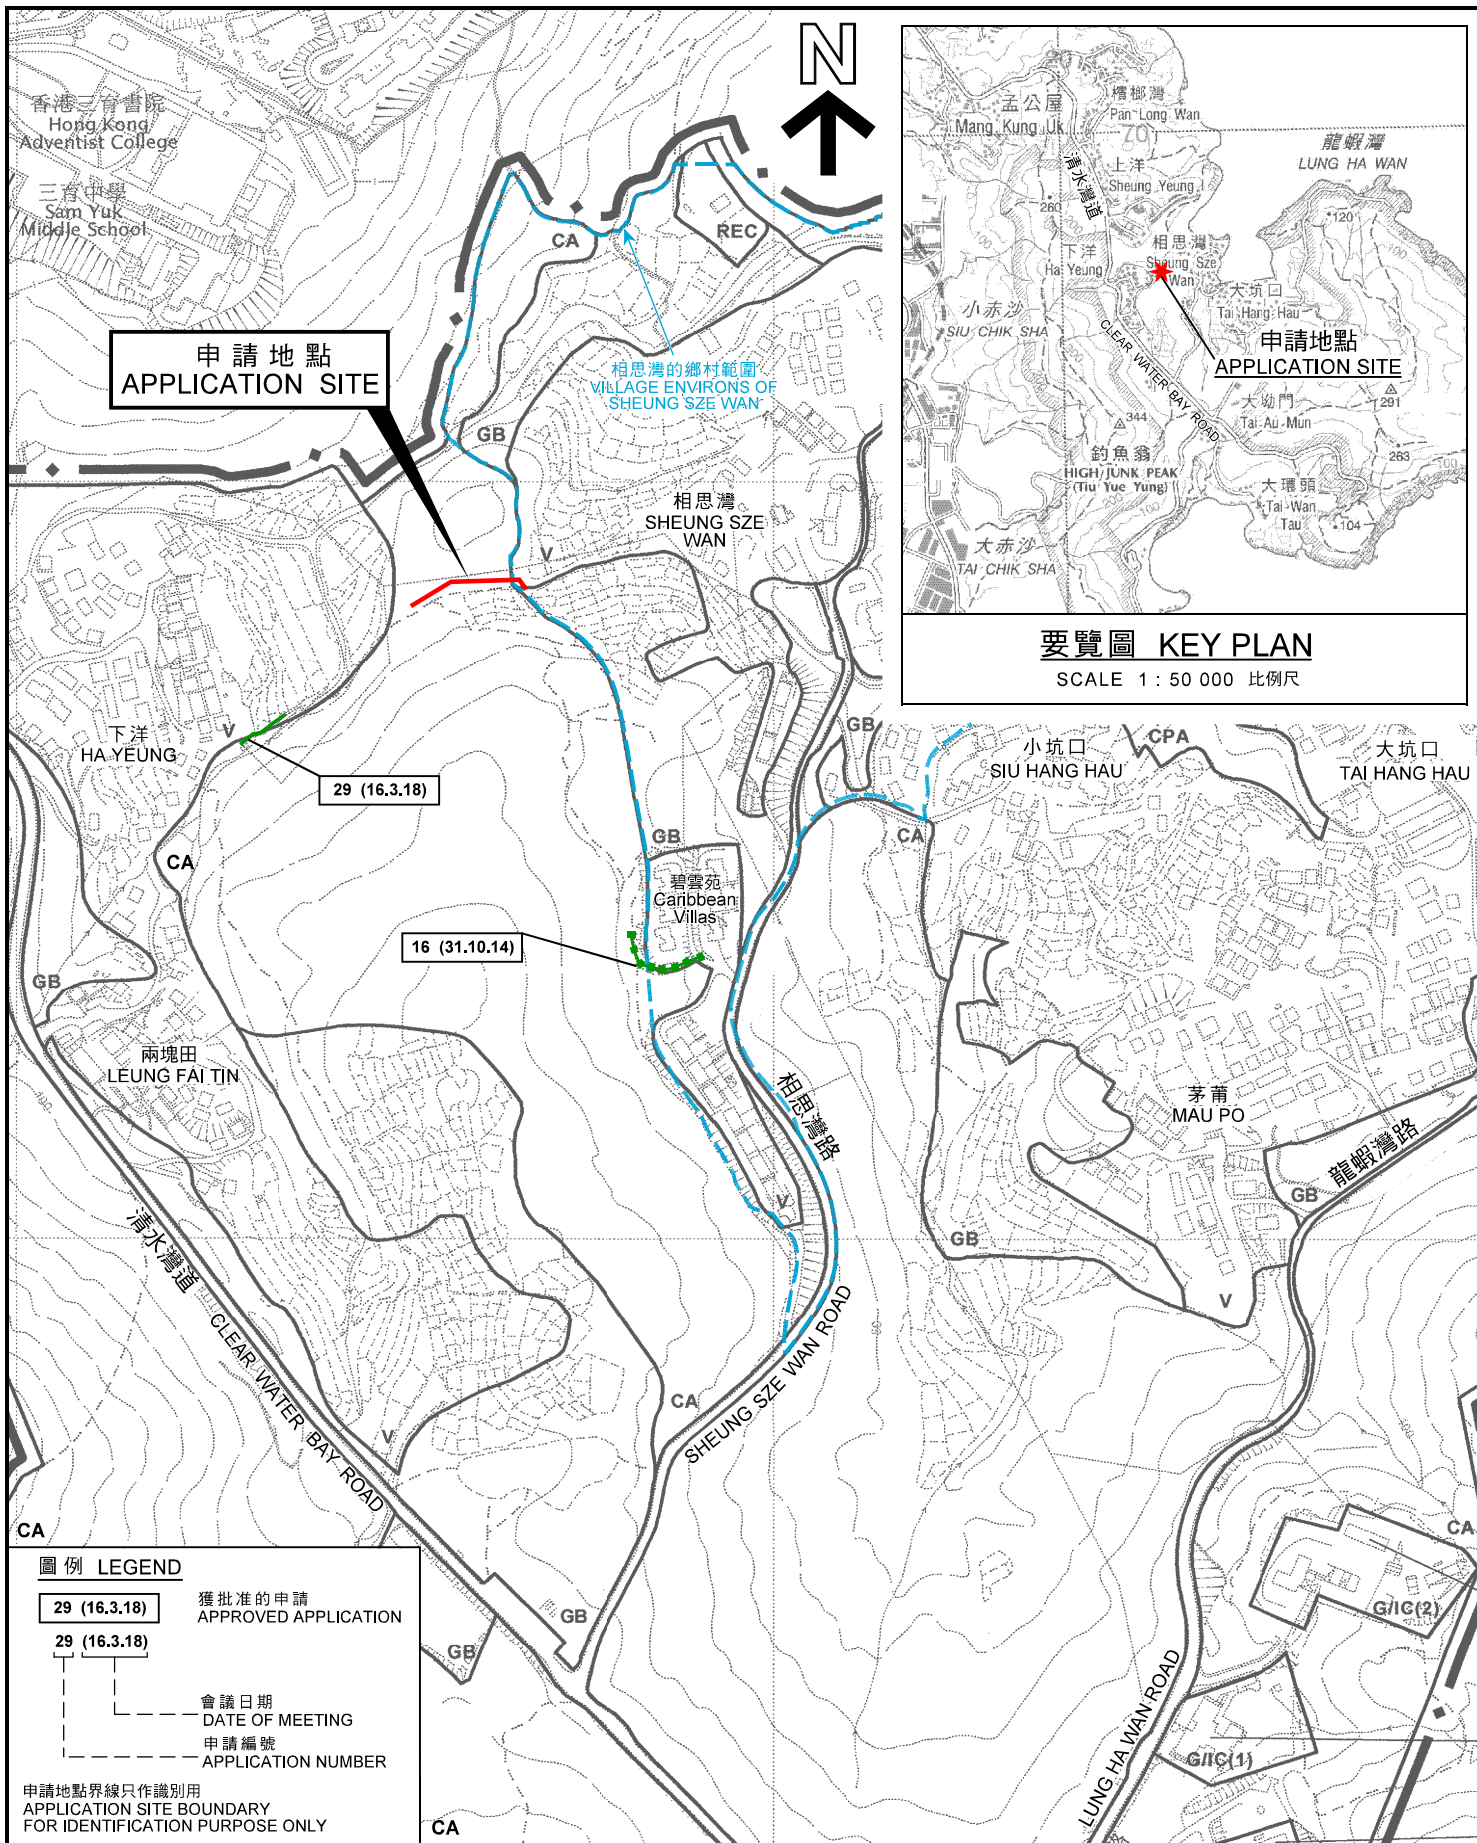 香港三育書院
Hong Kong
Adventist College
三育中學
Sam Yuk
Middle School
N
申請地點
APPLICATION SITE
CA
REC
相思灣的鄉村範圍
VILLAGE ENVIRONS OF
SHEUNG SZE WAN
GB
相思灣
SHEUNG SZE
WAN
V
孟公屋
Mang Kung Uk
檳榔灣
Pan Long Wan
龍蝦灣
LUNG HA WAN
清水灣道
上洋
Sheung Yeung
260
120
100
下洋
Ha Yeung
相思灣
Sheung Sze
Wan
小赤沙
SIU CHIK SHA
大坑口
Tai Hang Hau
申請地點
APPLICATION SITE
CLEAR WATER BAY ROAD
291
344
大坳門
Tai Au Mun
釣魚翁
HIGH JUNK PEAK
(Tiu Yue Yung)
263
100
大環頭
Tai Wan
Tau
104
大赤沙
TAI CHIK SHA
要覽圖 KEY PLAN
SCALE 1 : 50 000 比例尺
下洋
HA YEUNG
V
29 (16.3.18)
GB
小坑口
SIU HANG HAU
CPA
大坑口
TAI HANG HAU
CA
GB
CA
碧雲苑
Caribbean
Villas
16 (31.10.14)
GB
兩塊田
LEUNG FAI TIN
相思灣路
茅莆
MAU PO
龍蝦灣路
GB
V
GB
V
清水灣道
CLEAR WATER BAY ROAD
SHEUNG SZE WAN ROAD
CA
V
CA
CA
G/IC(2)
GB
GB
G/IC(1)
LUNG HA WAN ROAD
CA
圖例 LEGEND
29 (16.3.18)
獲批准的申請
APPROVED APPLICATION
29 (16.3.18)
會議日期
DATE OF MEETING
申請編號
APPLICATION NUMBER
申請地點界線只作識別用
APPLICATION SITE BOUNDARY
FOR IDENTIFICATION PURPOSE ONLY